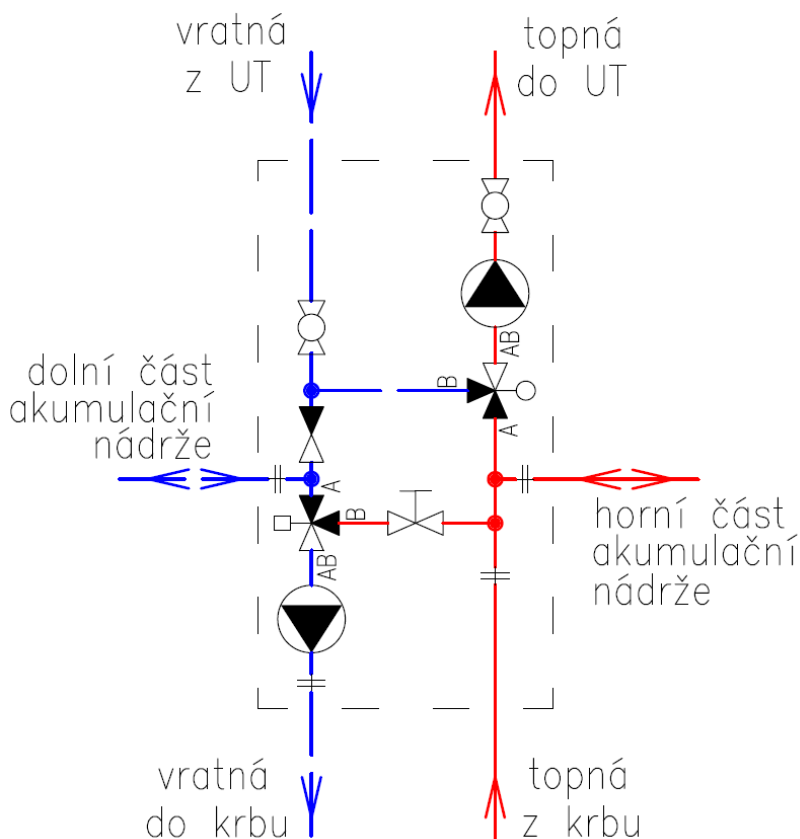 vratná
z UT
topná
do UT
AB
B
A
dolní část
akumulační
nádrže
A
B
AB
horní část
akumulační
nádrže
vratná
do krbu
topná
z krbu